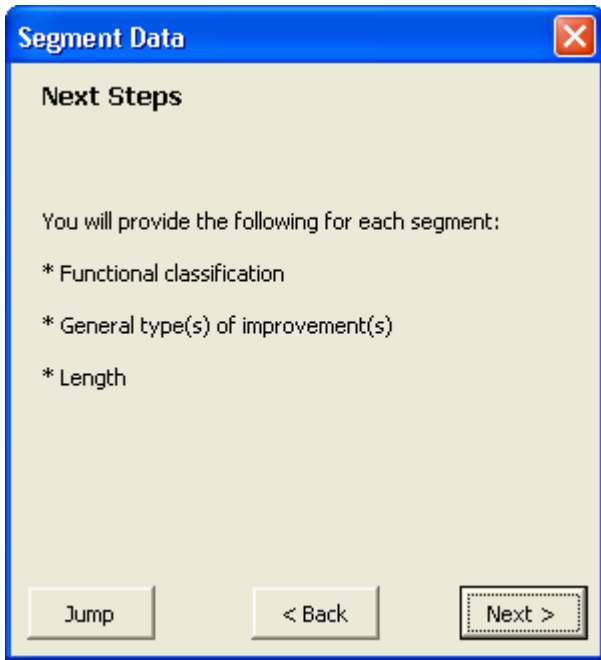 Segment Data
Next Steps
You will provide the following for each segment:
* Functional classification
* General type(s) of improvement(s)
* Length
Jump
< Back
Next >